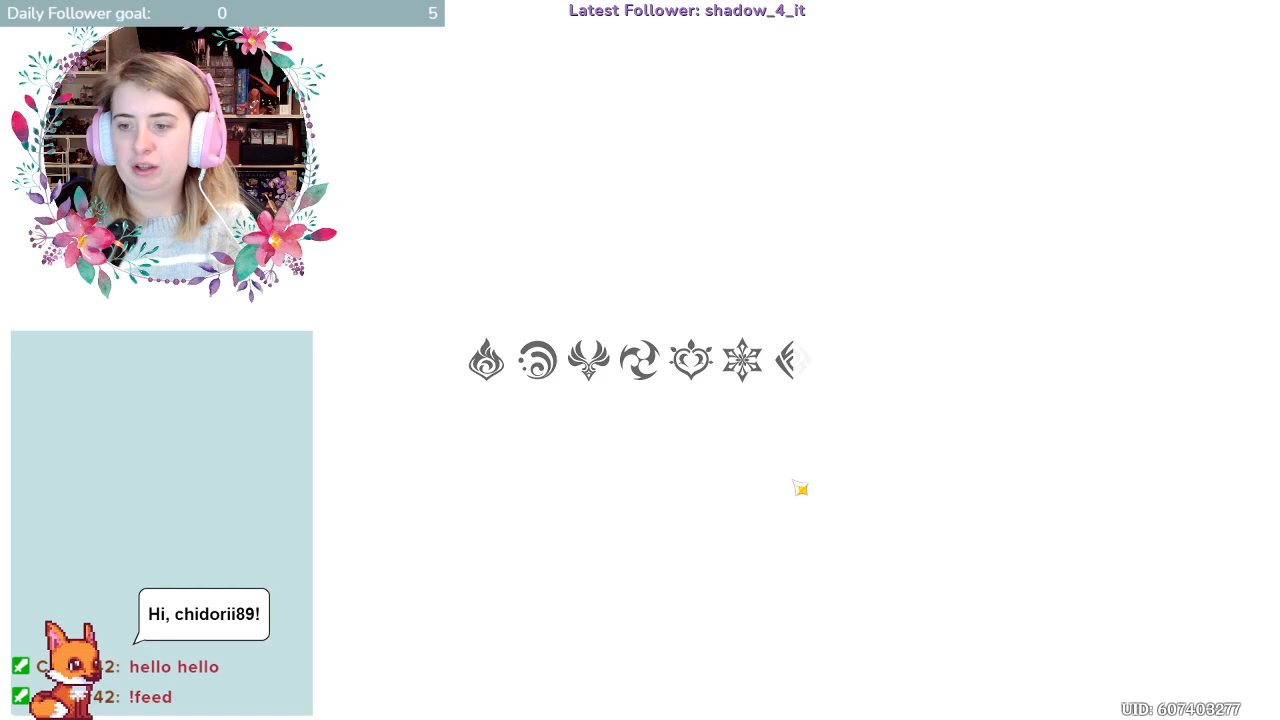 Daily Follower goal: 0 5
Latest Follower: shadow_4_it
Hi, chidorii89!
hello hello
!feed
UID: 607403277